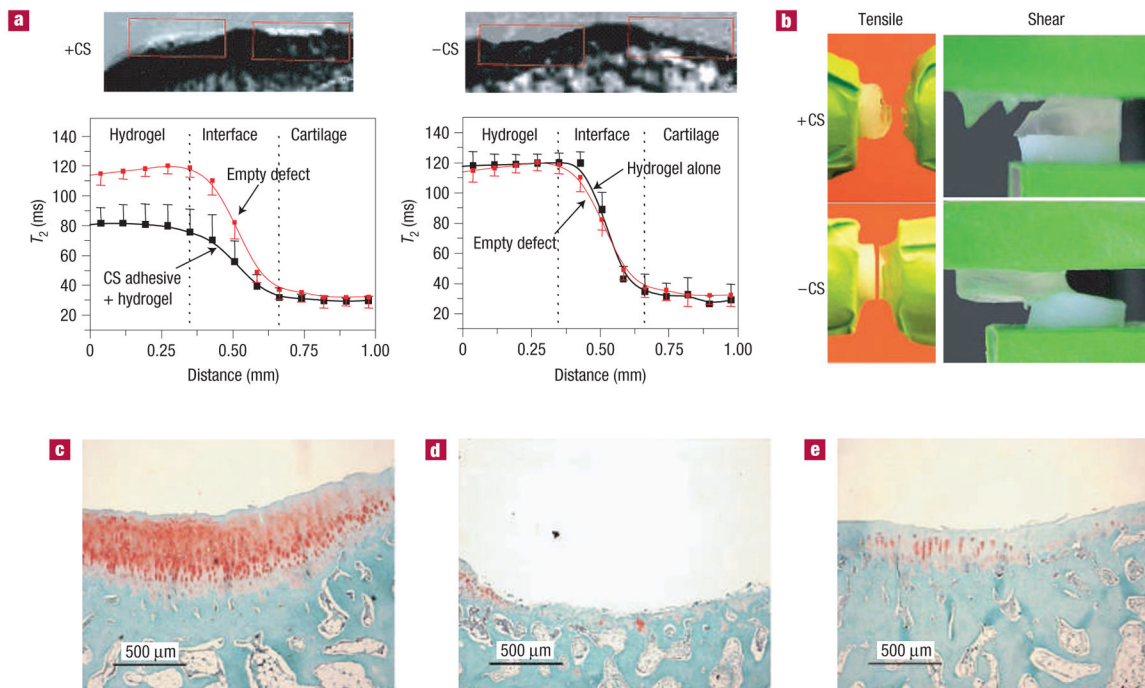 a
+CS
−CS
140
120
100
80
60
40
20
T2 (ms)
Hydrogel
Interface
Cartilage
Empty defect
CS adhesive
+ hydrogel
0
0.25
0.50
0.75
1.00
Distance (mm)
140
120
100
80
60
40
20
T2 (ms)
Hydrogel
Interface
Cartilage
Hydrogel alone
Empty defect
0
0.25
0.50
0.75
1.00
Distance (mm)
b
Tensile
Shear
+CS
−CS
c
500 μm
d
500 μm
e
500 μm